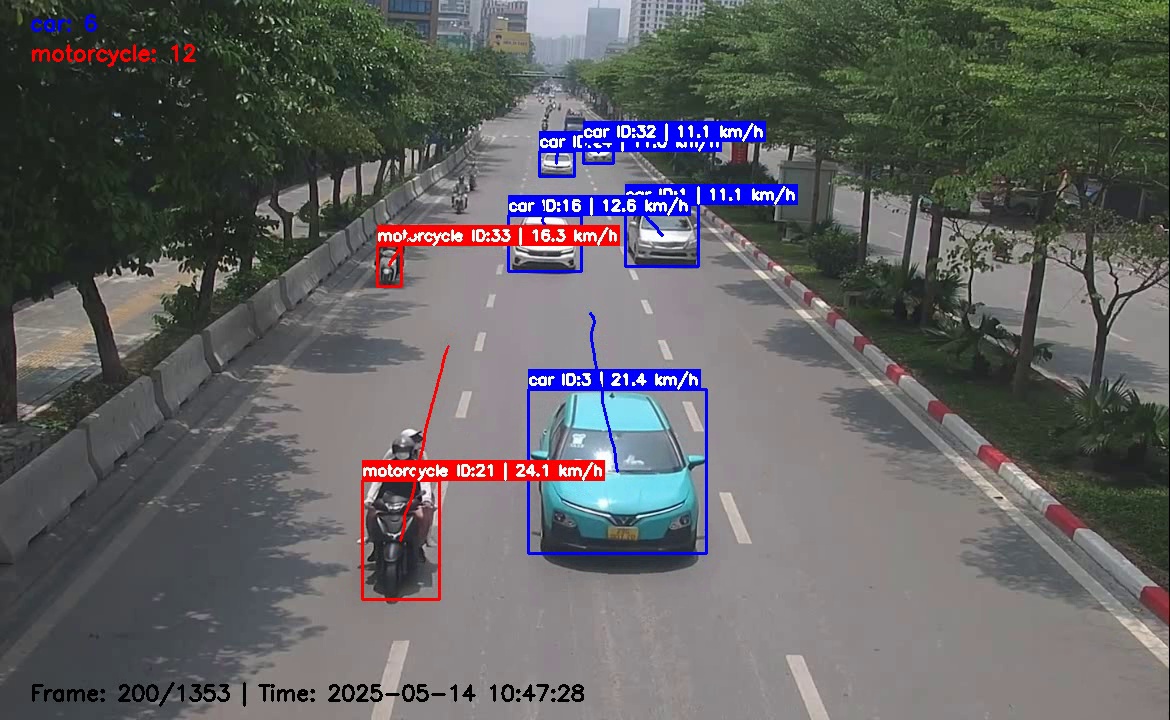 car: 6
motorcycle: 12
car ID:32 | 11.1 km/h
car
car ID:1 | 11.1 km/h
car ID:16 | 12.6 km/h
motorcycle ID:33 | 16.3 km/h
car ID:3 | 21.4 km/h
motorcycle ID:21 | 24.1 km/h
Frame: 200/1353 | Time: 2025-05-14 10:47:28